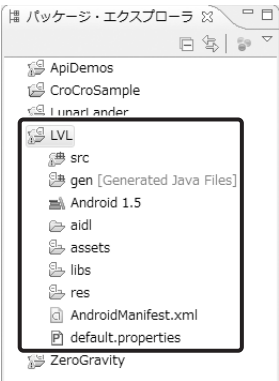 パッケージ・エクスプローラ
ApiDemos
CroCroSample
LunarLander
LVL
src
gen [Generated Java Files]
Android 1.5
aidl
assets
libs
res
AndroidManifest.xml
default.properties
ZeroGravity